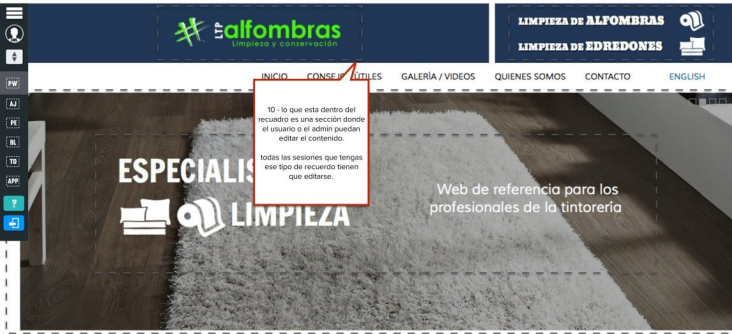 LTP
alfombras
Limpieza y conservación
LIMPIEZA DE ALFOMBRAS
LIMPIEZA DE EDREDONES
INICIO
ÚTILES
GALERÌA / VIDEOS
QUIENES SOMOS
CONTACTO
ENGLISH
PW
AJ
PE
BL
TO
APP
?
10 - lo que esta dentro del
recuadro es una sección donde
el usuario o el admin puedan
editar el contenido.
todas las sesiones que tengas
ese tipo de recuerdo tienen
que editarse.
LIMPIEZA
Web de referencia para los
profesionales de la tintorería